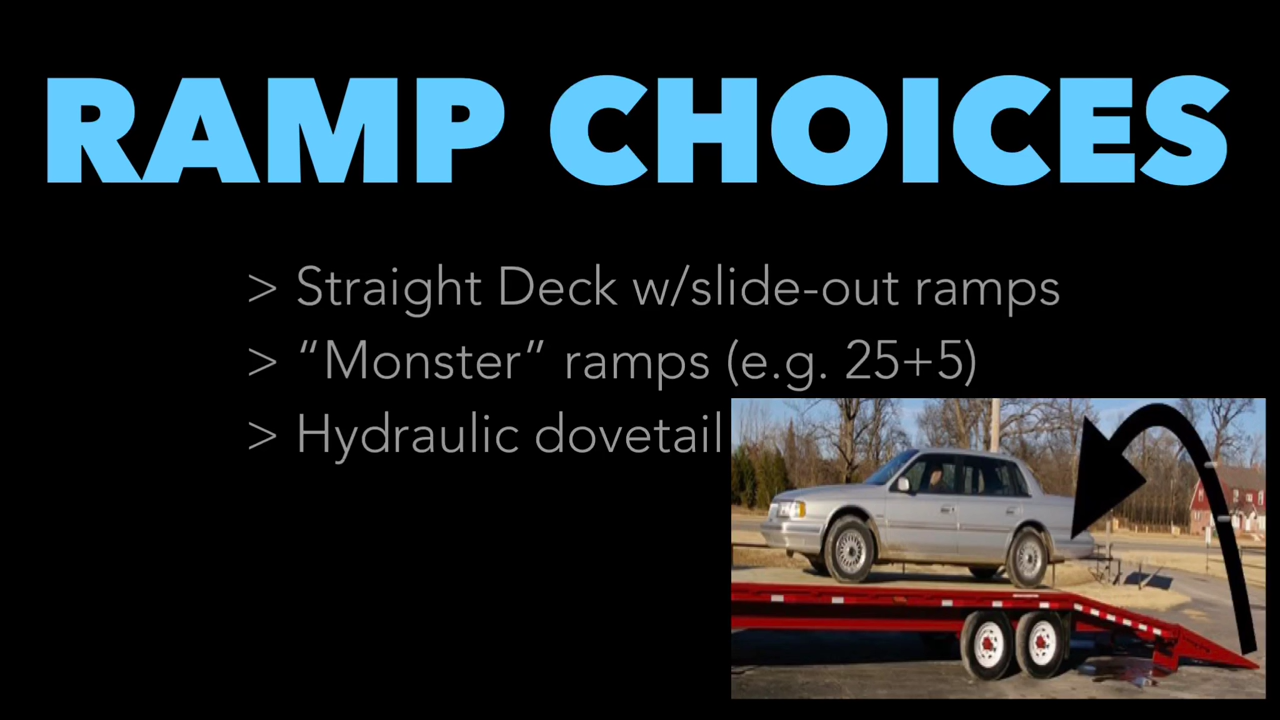 RAMP CHOICES
> Straight Deck w/slide-out ramps
> “Monster” ramps (e.g. 25+5)
> Hydraulic dovetail